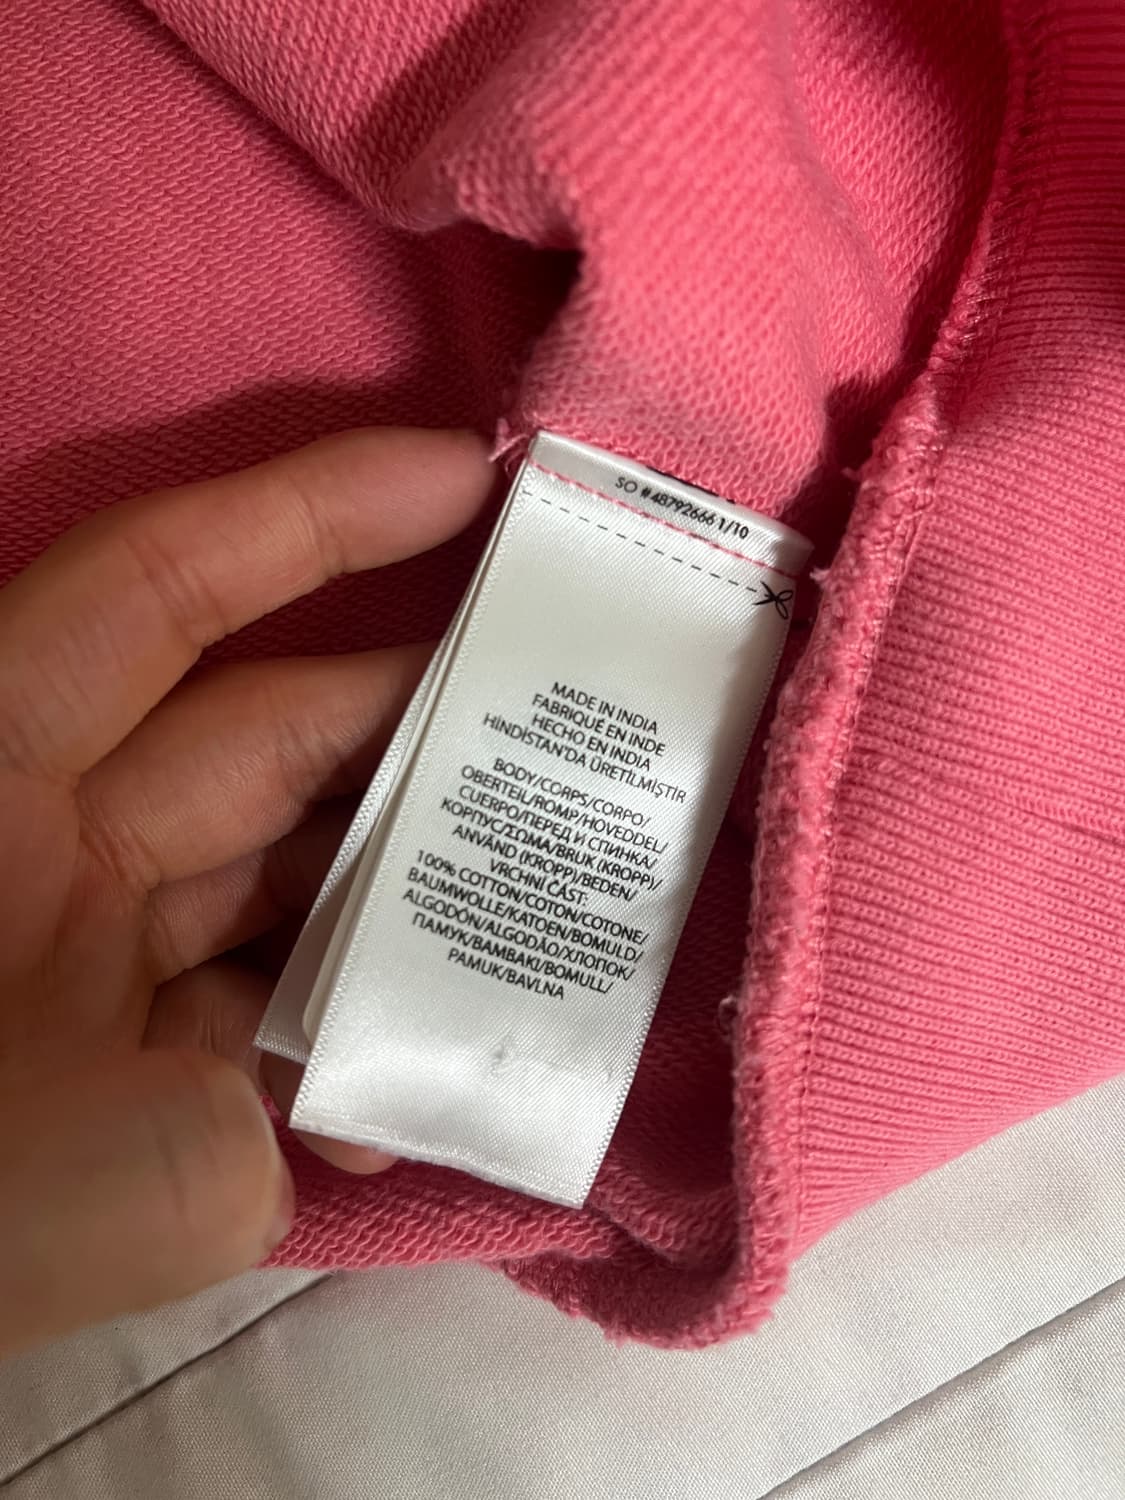 SO #48792666 1/10
MADE IN INDIA
FABRIQUÉ EN INDE
HECHO EN INDIA
HİNDİSTAN'DA ÜRETİLMİŞTİR
BODY/CORPS/CORPO/
OBERTEIL/ROMP/HOVEDDEL/
CUERPO/ПЕРЕД И СПИНКА/
КОРПУС/ΣΩΜΑ/BRUK (KROPP)/
ANVÄND (KROPP)/BEDEN/
VRCHNÍ ČÁST:
100% COTTON/COTON/COTONE/
BAUMWOLLE/KATOEN/BOMULD/
ALGODÓN/ALGODÃO/ХЛОПОК/
ПАМУК/BAMBAKI/BOMULL/
PAMUK/BAVLNA